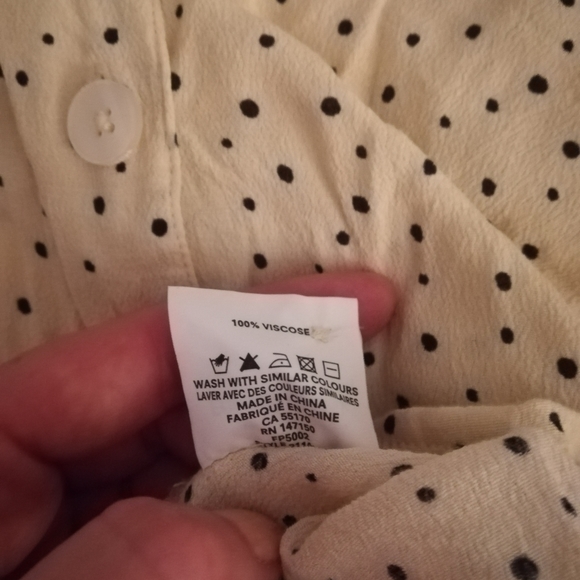 100% VISCOSE
WASH WITH SIMILAR COLOURS
LAVER AVEC DES COULEURS SIMILAIRES
MADE IN CHINA
FABRIQUÉ EN CHINE
CA 55170
RN 147150
FP5002